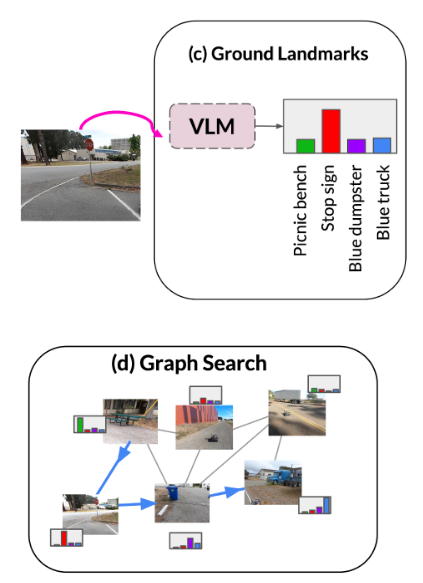 (c) Ground Landmarks
VLM
Picnic bench
Stop sign
Blue dumpster
Blue truck
(d) Graph Search